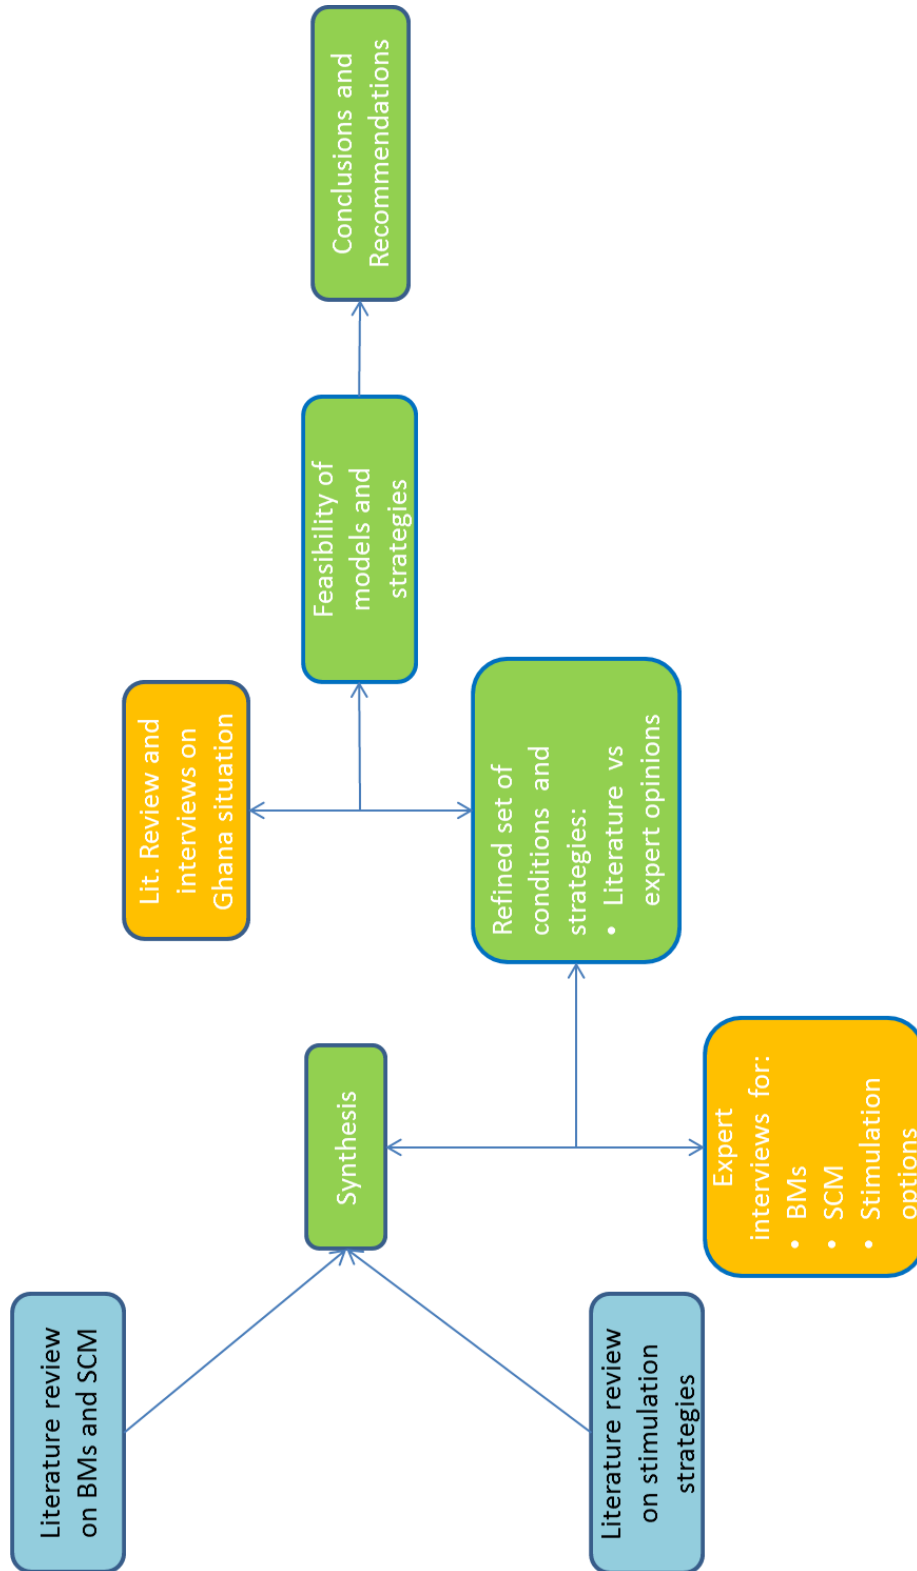 Literature review
on BMs and SCM
Literature review
on stimulation
strategies
Synthesis
Expert
interviews for:
• BMs
• SCM
• Stimulation
options
Lit. Review and
interviews on
Ghana situation
Refined set of
conditions and
strategies:
• Literature vs
expert opinions
Feasibility of
models and
strategies
Conclusions and
Recommendations